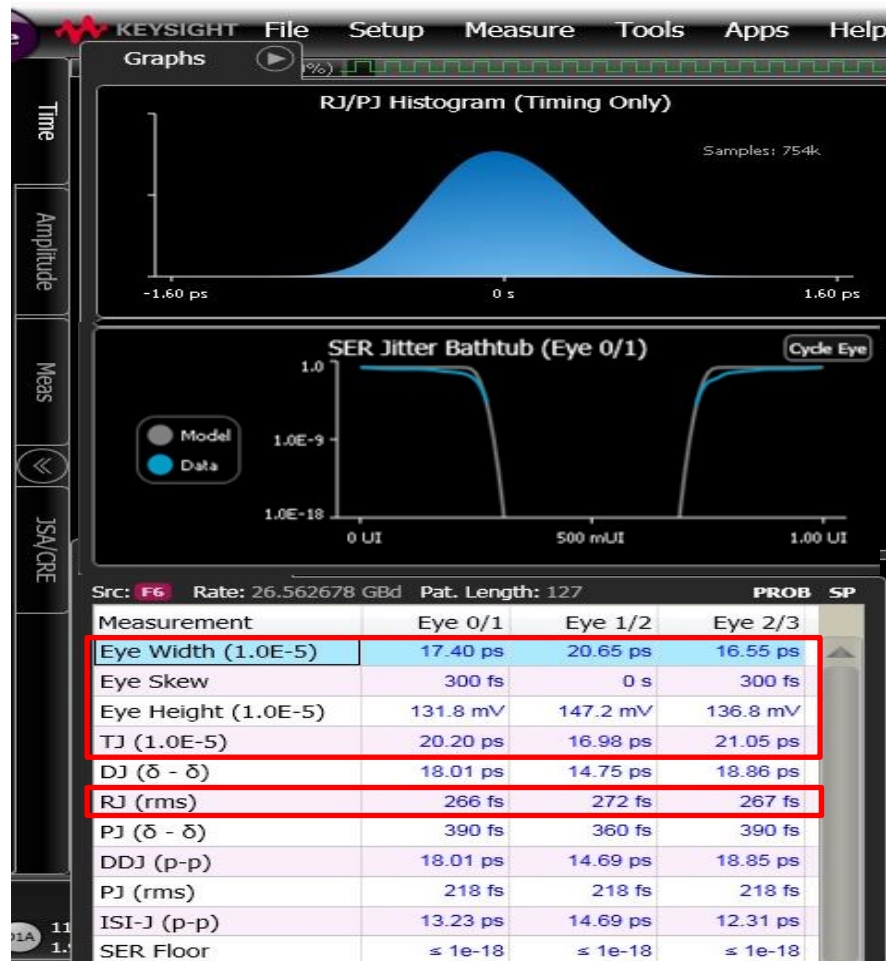 KEYSIGHT File Setup Measure Tools Apps Help
Graphs
%)
RJ/PJ Histogram (Timing Only)
Samples: 754k
-1.60 ps 0 s 1.60 ps
Time
Amplitude
Meas
JSA/CRE
SER Jitter Bathtub (Eye 0/1)
Cycle Eye
1.0
Model
1.0E-9
Data
1.0E-18
0 UI 500 mUI 1.00 UI
Src: F6 Rate: 26.562678 GBd Pat. Length: 127 PROB SP
Measurement Eye 0/1 Eye 1/2 Eye 2/3
Eye Width (1.0E-5) 17.40 ps 20.65 ps 16.55 ps
Eye Skew 300 fs 0 s 300 fs
Eye Height (1.0E-5) 131.8 mV 147.2 mV 136.8 mV
TJ (1.0E-5) 20.20 ps 16.98 ps 21.05 ps
DJ (δ - δ) 18.01 ps 14.75 ps 18.86 ps
RJ (rms) 266 fs 272 fs 267 fs
PJ (δ - δ) 390 fs 360 fs 390 fs
DDJ (p-p) 18.01 ps 14.69 ps 18.85 ps
PJ (rms) 218 fs 218 fs 218 fs
ISI-J (p-p) 13.23 ps 14.69 ps 12.31 ps
SER Floor ≤ 1e-18 ≤ 1e-18 ≤ 1e-18